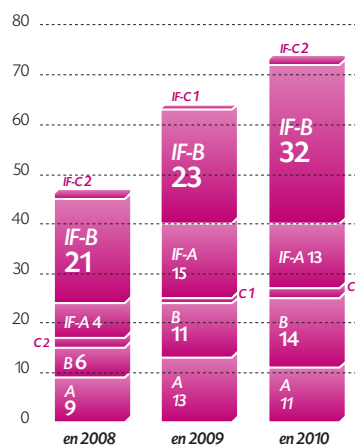 80
70
60
50
40
30
20
10
0
IF-C 2
IF-B
21
IF-A 4
C 2
B 6
A
9
en 2008
IF-C 1
IF-B
23
IF-A
15
C 1
B
11
A
13
en 2009
IF-C 2
IF-B
32
IF-A 13
C
B
14
A
11
en 2010